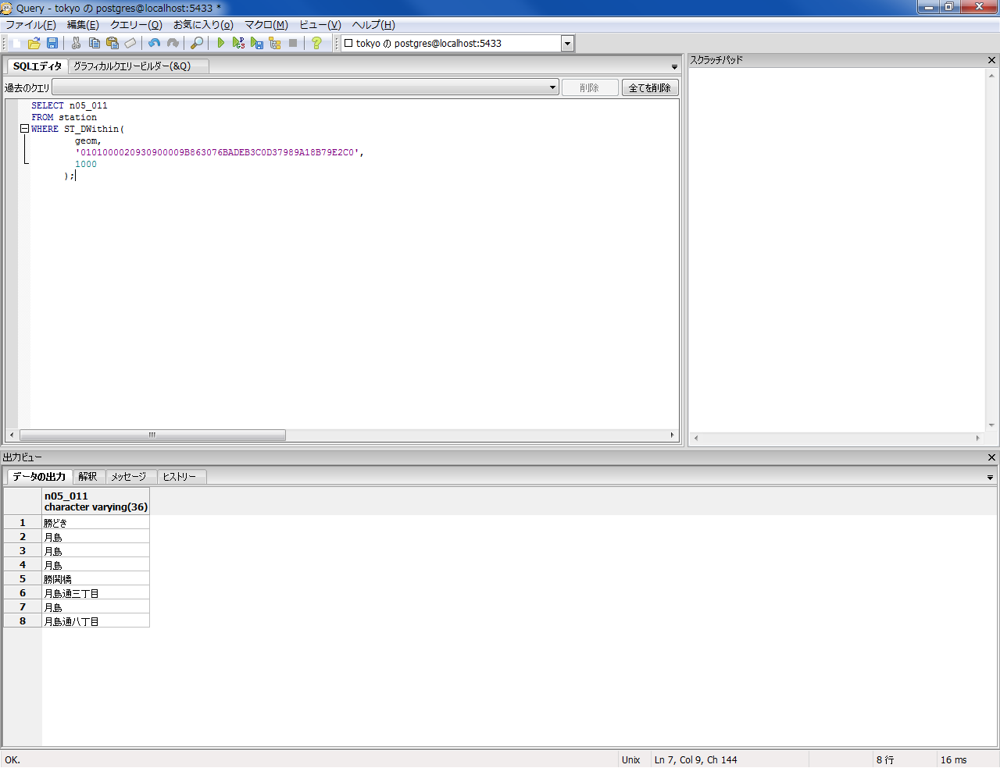 Query - tokyo の postgres@localhost:5433 *
ファイル(F) 編集(E) クエリー(Q) お気に入り(o) マクロ(M) ビュー(V) ヘルプ(H)
tokyo の postgres@localhost:5433
SQLエディタ グラフィカルクエリービルダー(&Q)
過去のクエリ 削除 全てを削除
SELECT n05_011
FROM station
WHERE ST_DWithin(
geom,
'0101000020930900009B863076BADEB3C0D37989A18B79E2C0',
1000
);
スクラッチパッド
出力ビュー
データの出力 解釈 メッセージ ヒストリー
n05_011
character varying(36)
1 勝どき
2 月島
3 月島
4 月島
5 勝関橋
6 月島通三丁目
7 月島
8 月島通八丁目
OK. Unix Ln 7, Col 9, Ch 144 8 行 16 ms